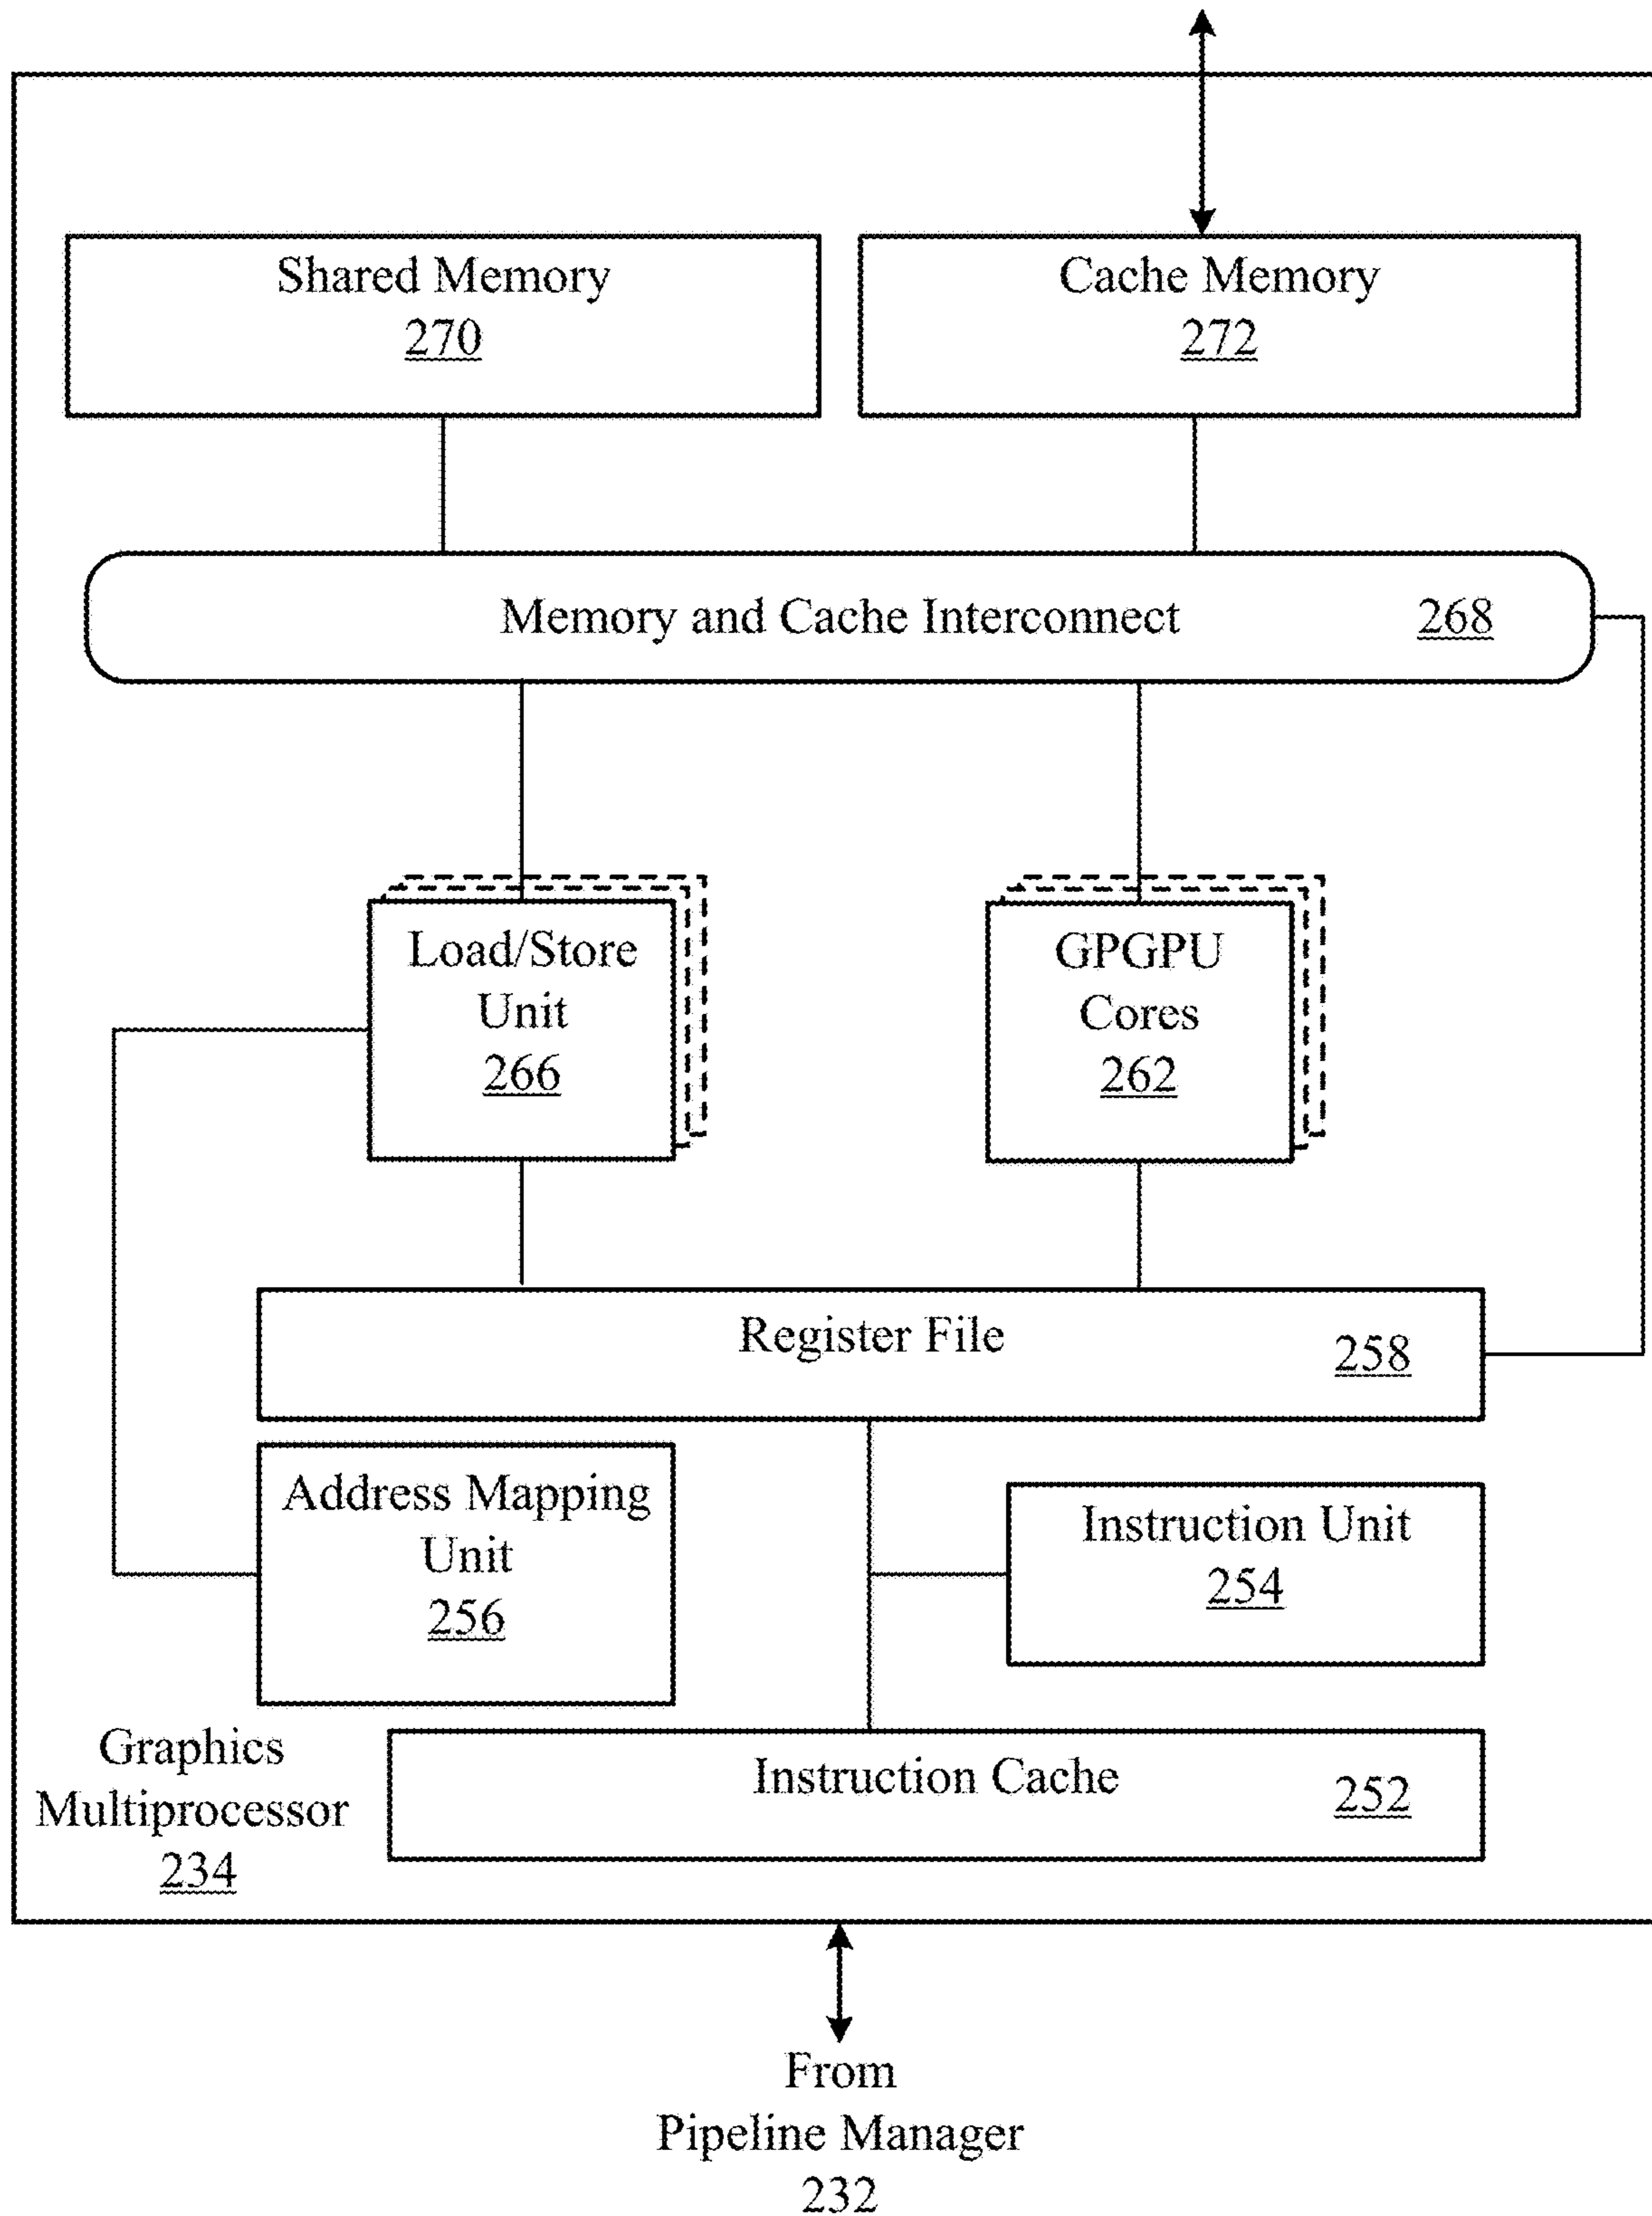 Shared Memory
270
Cache Memory
272
Memory and Cache Interconnect 268
Load/Store
Unit
266
GPGPU
Cores
262
Register File 258
Address Mapping
Unit
256
Instruction Unit
254
Graphics
Multiprocessor
234
Instruction Cache 252
From
Pipeline Manager
232